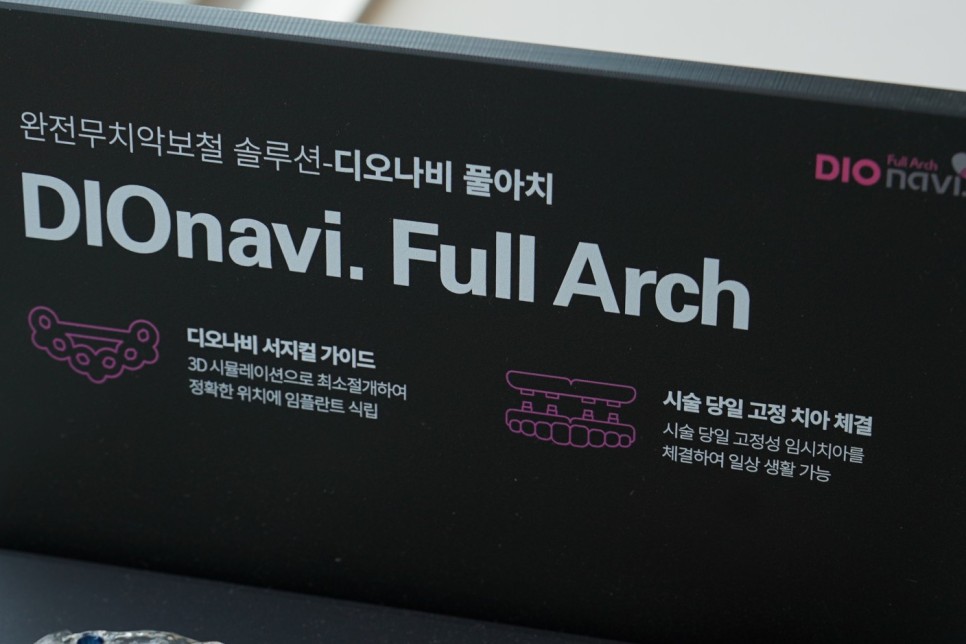 완전무치악보철 솔루션-디오나비 풀아치
DIOnavi. Full Arch
DIO Full Arch navi.
디오나비 서지컬 가이드
3D 시뮬레이션으로 최소절개하여
정확한 위치에 임플란트 식립
시술 당일 고정 치아 체결
시술 당일 고정성 임시치아를
체결하여 일상 생활 가능